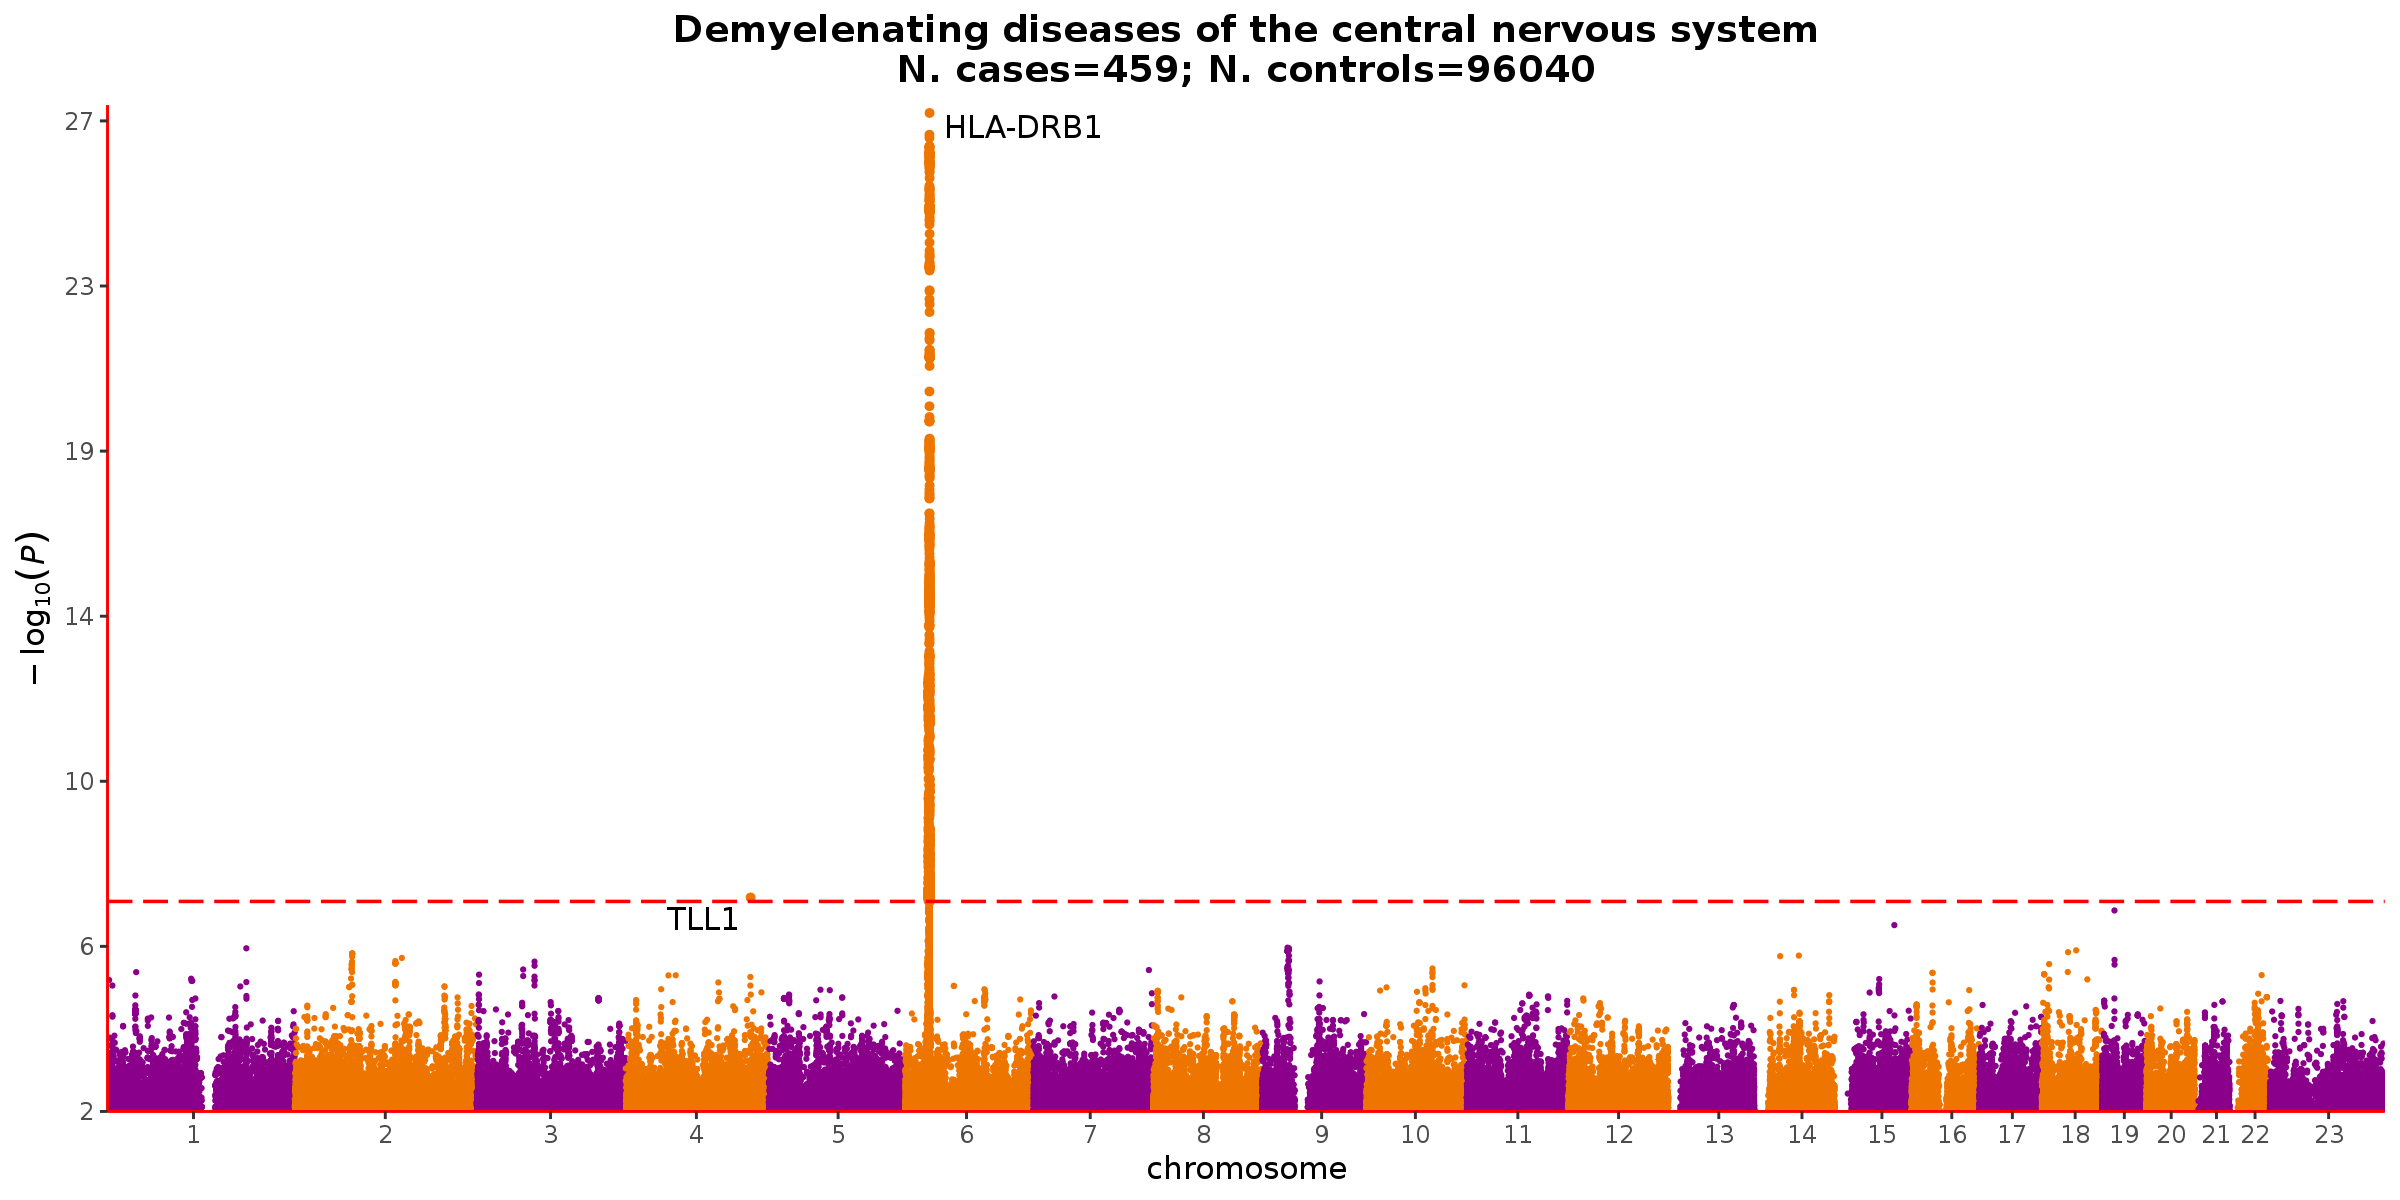 Demyelenating diseases of the central nervous system
N. cases=459; N. controls=96040
27
HLA-DRB1
23
19
−log10(P)
14
10
TLL1
6
2
1 2 3 4 5 6 7 8 9 10 11 12 13 14 15 16 17 18 19 20 21 22 23
chromosome